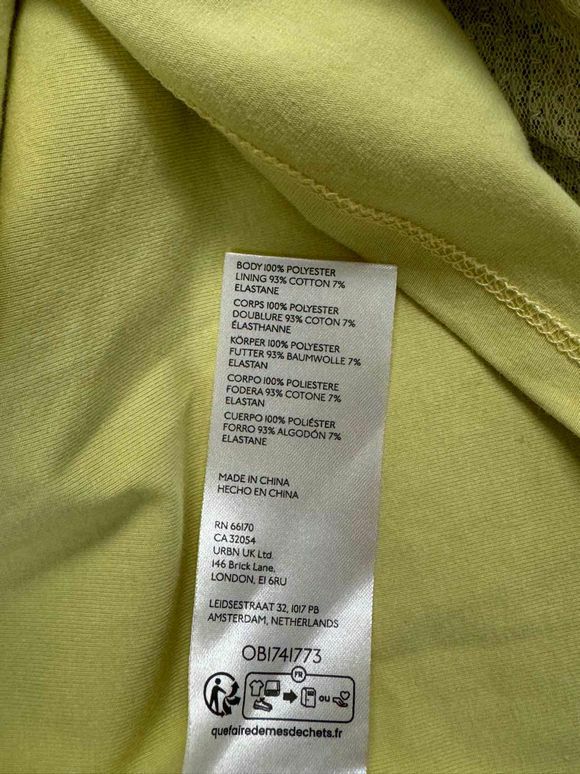 BODY 100% POLYESTER
LINING 93% COTTON 7%
ELASTANE
CORPS 100% POLYESTER
DOUBLURE 93% COTON 7%
ÉLASTHANNE
KÖRPER 100% POLYESTER
FUTTER 93% BAUMWOLLE 7%
ELASTAN
CORPO 100% POLIESTERE
FODERA 93% COTONE 7%
ELASTAN
CUERPO 100% POLIÉSTER
FORRO 93% ALGODÓN 7%
ELASTANE
MADE IN CHINA
HECHO EN CHINA
RN 66170
CA 32054
URBN UK Ltd.
146 Brick Lane,
LONDON, E1 6RU
LEIDSESTRAAT 32, 1017 PB
AMSTERDAM, NETHERLANDS
OB1741773
FR
OU
quefairedemesdechets.fr